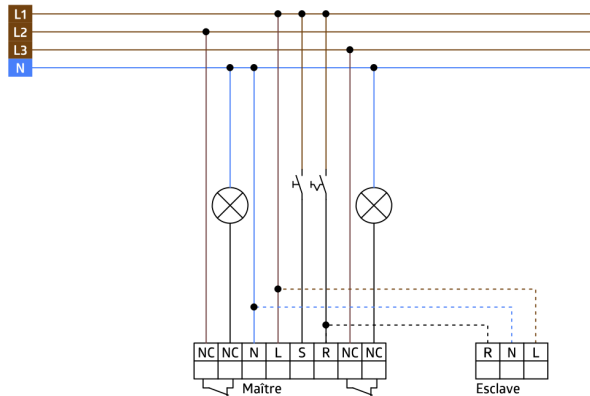 L1
L2
L3
N
NC NC N L S R NC NC
R N L
Maître
Esclave